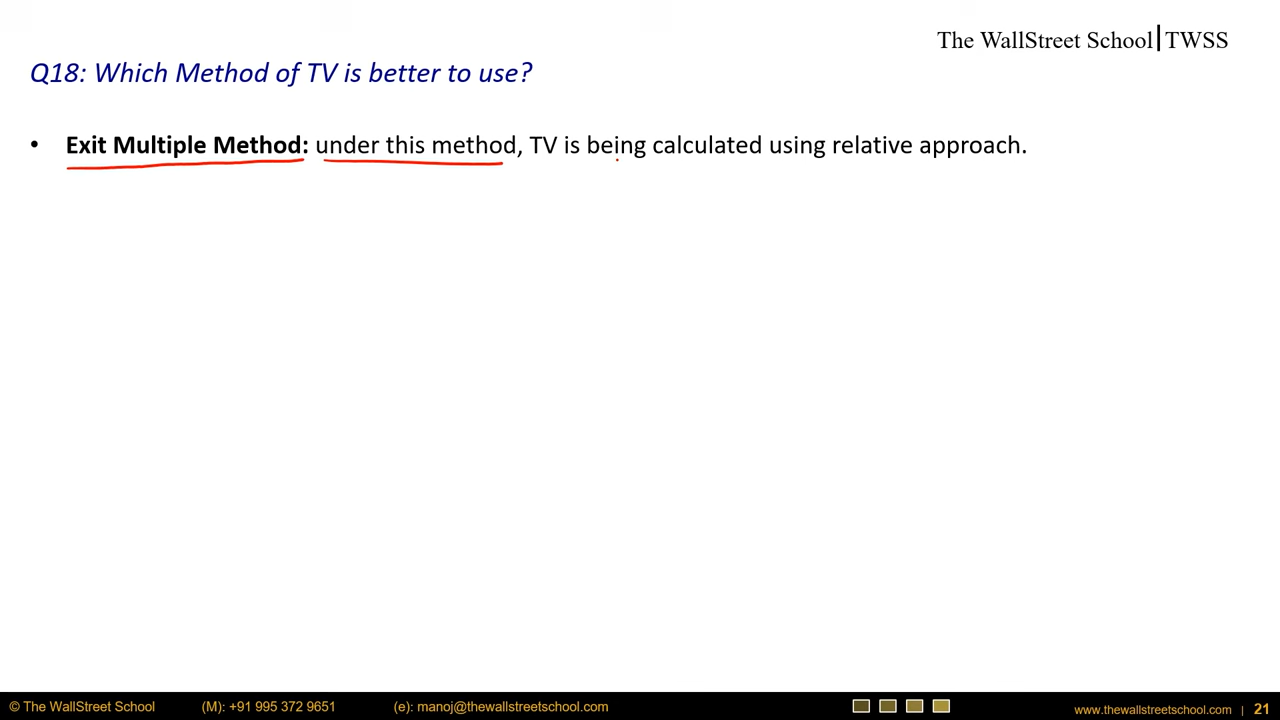 The WallStreet School|TWSS
Q18: Which Method of TV is better to use?
• Exit Multiple Method: under this method, TV is being calculated using relative approach.
© The WallStreet School (M): +91 995 372 9651 (e): manoj@thewallstreetschool.com www.thewallstreetschool.com | 21